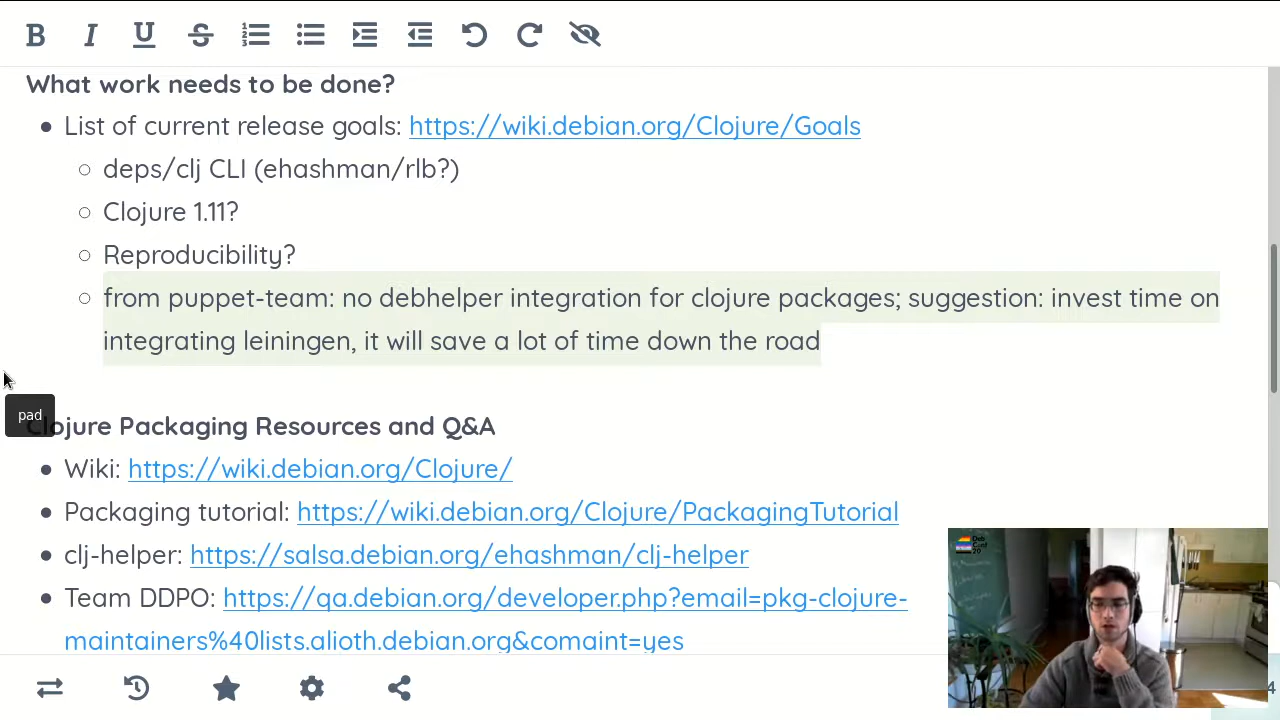 What work needs to be done?
List of current release goals: https://wiki.debian.org/Clojure/Goals
deps/clj CLI (ehashman/rlb?)
Clojure 1.11?
Reproducibility?
from puppet-team: no debhelper integration for clojure packages; suggestion: invest time on
integrating leiningen, it will save a lot of time down the road
pad
Clojure Packaging Resources and Q&A
Wiki: https://wiki.debian.org/Clojure/
Packaging tutorial: https://wiki.debian.org/Clojure/PackagingTutorial
clj-helper: https://salsa.debian.org/ehashman/clj-helper
Team DDPO: https://qa.debian.org/developer.php?email=pkg-clojure-
maintainers%40lists.alioth.debian.org&comaint=yes
Deb
Conf
20
4